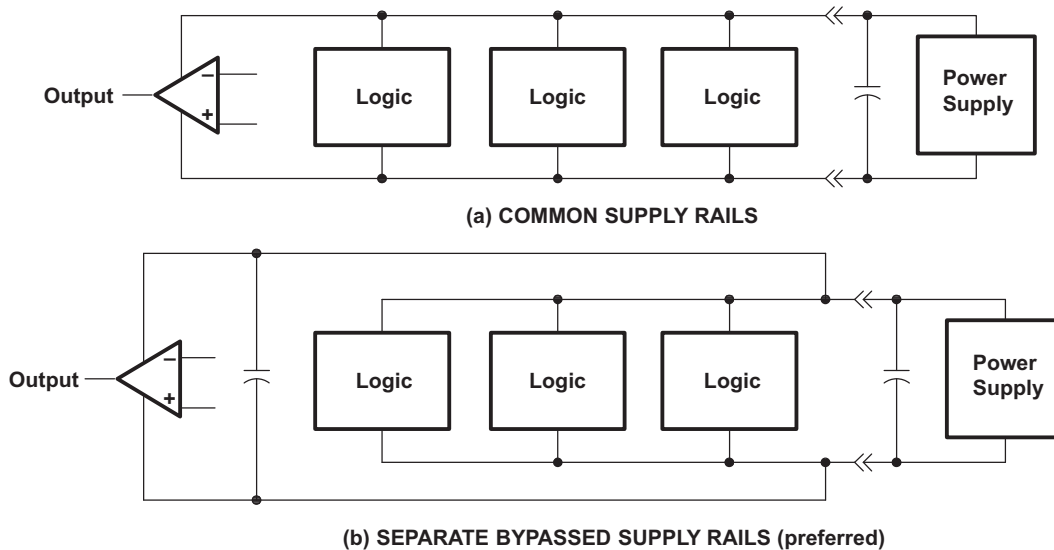 Output
−
+
Logic
Logic
Logic
Power
Supply
(a) COMMON SUPPLY RAILS
Output
−
+
Logic
Logic
Logic
Power
Supply
(b) SEPARATE BYPASSED SUPPLY RAILS (preferred)